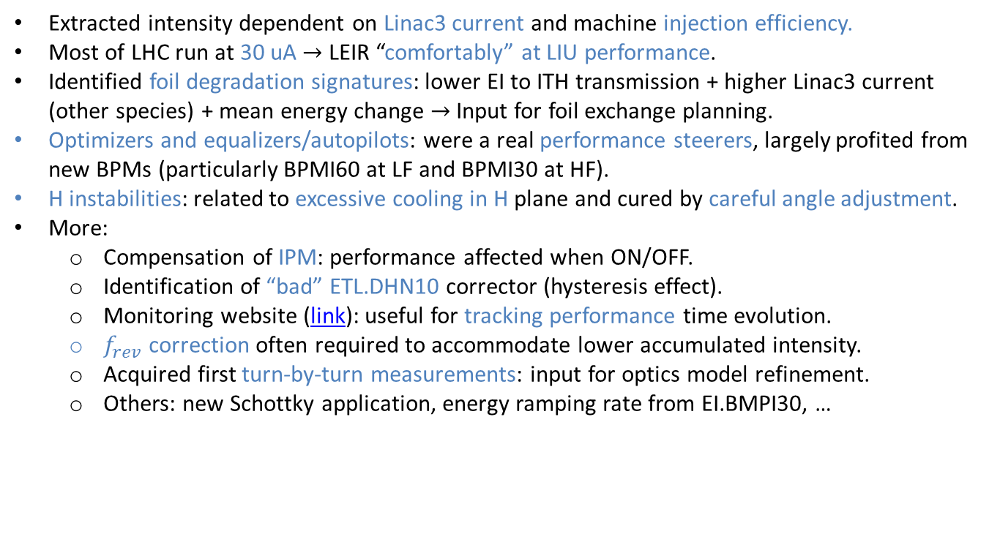 • Extracted intensity dependent on Linac3 current and machine injection efficiency.
• Most of LHC run at 30 uA → LEIR “comfortably” at LIU performance.
• Identified foil degradation signatures: lower EI to ITH transmission + higher Linac3 current
(other species) + mean energy change → Input for foil exchange planning.
• Optimizers and equalizers/autopilots: were a real performance steerers, largely profited from
new BPMs (particularly BPMI60 at LF and BPMI30 at HF).
• H instabilities: related to excessive cooling in H plane and cured by careful angle adjustment.
• More:
o Compensation of IPM: performance affected when ON/OFF.
o Identification of “bad” ETL.DHN10 corrector (hysteresis effect).
o Monitoring website (link): useful for tracking performance time evolution.
o f_rev correction often required to accommodate lower accumulated intensity.
o Acquired first turn-by-turn measurements: input for optics model refinement.
o Others: new Schottky application, energy ramping rate from EI.BMPI30, …